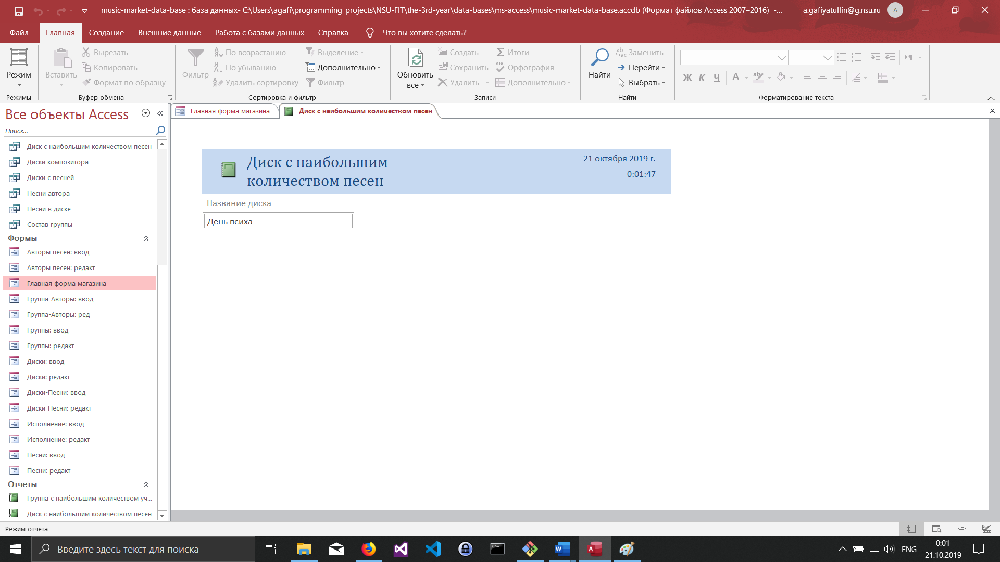 music-market-data-base : база данных- C:\Users\agafi\programming_projects\NSU-FIT\the-3rd-year\data-bases\ms-access\music-market-data-base.accdb (Формат файлов Access 2007–2016) -...
a.gafiyatullin@g.nsu.ru
A
Файл Главная Создание Внешние данные Работа с базами данных Справка Что вы хотите сделать?
Режим
Режимы
Вставить
Вырезать
Копировать
Формат по образцу
Буфер обмена
Фильтр
По возрастанию
По убыванию
Удалить сортировку
Выделение
Дополнительно
Фильтр
Сортировка и фильтр
Обновить
все
Создать
Сохранить
Удалить
Итоги
Орфография
Дополнительно
Записи
Найти
Заменить
Перейти
Выбрать
Найти
Ж К Ч А
Форматирование текста
Все объекты Access
Поиск...
Диск с наибольшим количеством песен
Диски композитора
Диски с песней
Песни автора
Песни в диске
Состав группы
Формы
Авторы песен: ввод
Авторы песен: редакт
Главная форма магазина
Группа-Авторы: ввод
Группа-Авторы: ред
Группы: ввод
Группы: редакт
Диски: ввод
Диски: редакт
Диски-Песни: ввод
Диски-Песни: редакт
Исполнение: ввод
Исполнение: редакт
Песни: ввод
Песни: редакт
Отчеты
Группа с наибольшим количеством уч...
Диск с наибольшим количеством песен
Главная форма магазина
Диск с наибольшим количеством песен
Диск с наибольшим
количеством песен
21 октября 2019 г.
0:01:47
Название диска
День психа
Режим отчета
Введите здесь текст для поиска
ENG
0:01
21.10.2019